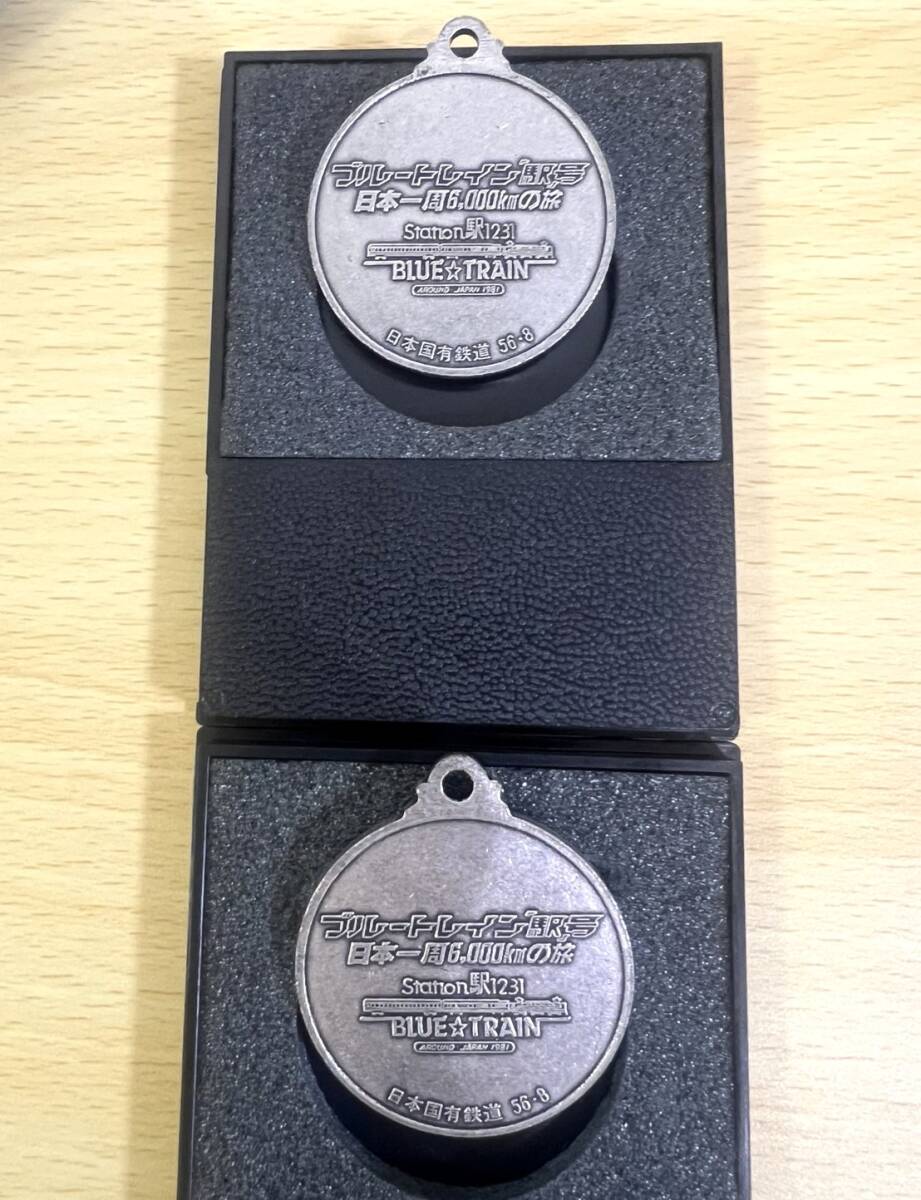 ブルートレイン"駅"号
日本一周6,000kmの旅
Station駅1231
BLUE☆TRAIN
AROUND JAPAN 1981
日本国有鉄道 56-8
ブルートレイン"駅"号
日本一周6,000kmの旅
Station駅1231
BLUE☆TRAIN
AROUND JAPAN 1981
日本国有鉄道 56-8